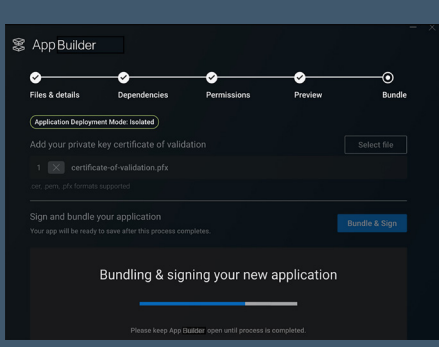 App Builder
Files & details
Dependencies
Permissions
Preview
Bundle
Application Deployment Mode: Isolated
Add your private key certificate of validation
Select file
1 certificate-of-validation.pfx
.cer, .pem, .pfx formats supported
Sign and bundle your application
Your app will be ready to save after this process completes.
Bundle & Sign
Bundling & signing your new application
Please keep App Builder open until process is completed.